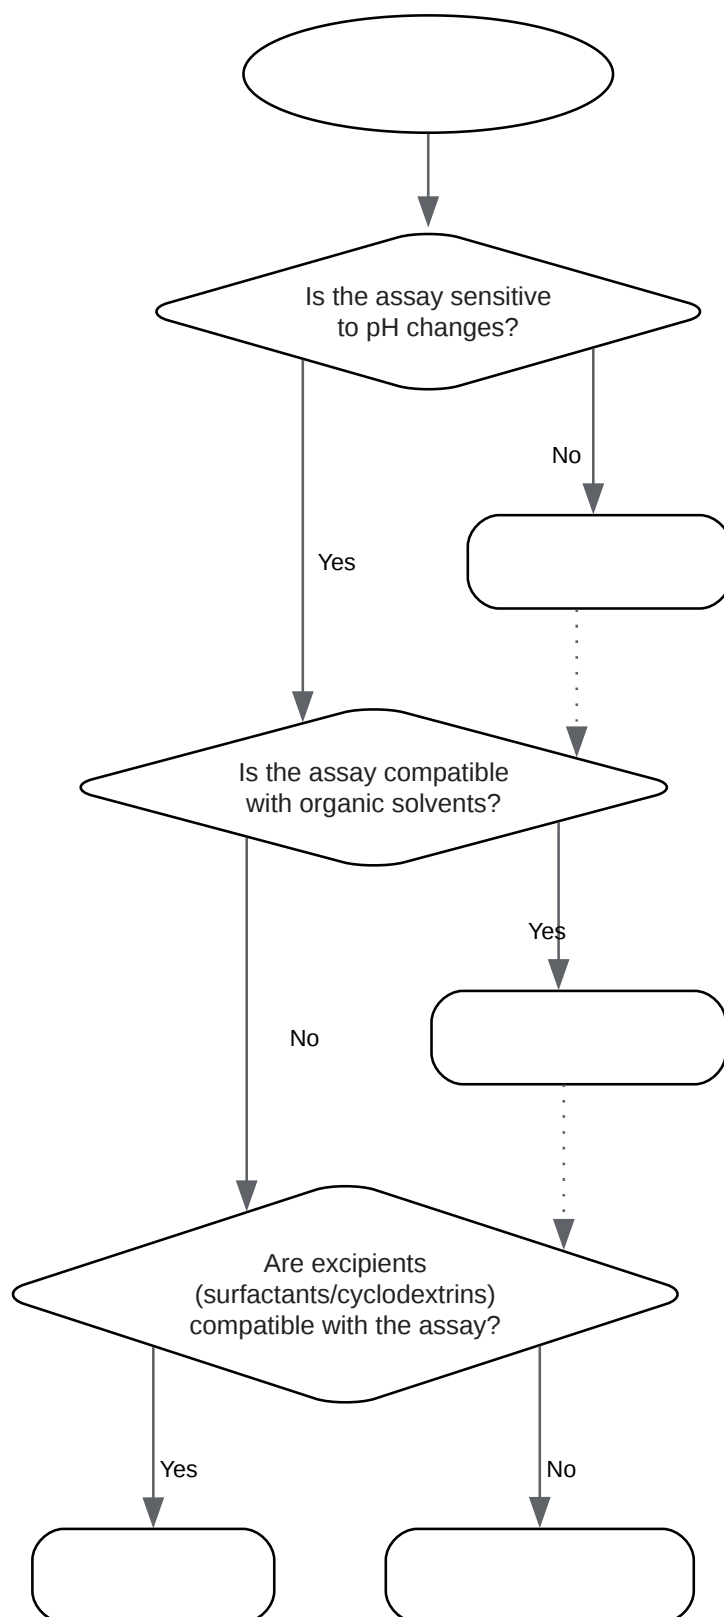 Is the assay sensitive
to pH changes?
No
Yes
Is the assay compatible
with organic solvents?
Yes
No
Are excipients
(surfactants/cyclodextrins)
compatible with the assay?
Yes
No